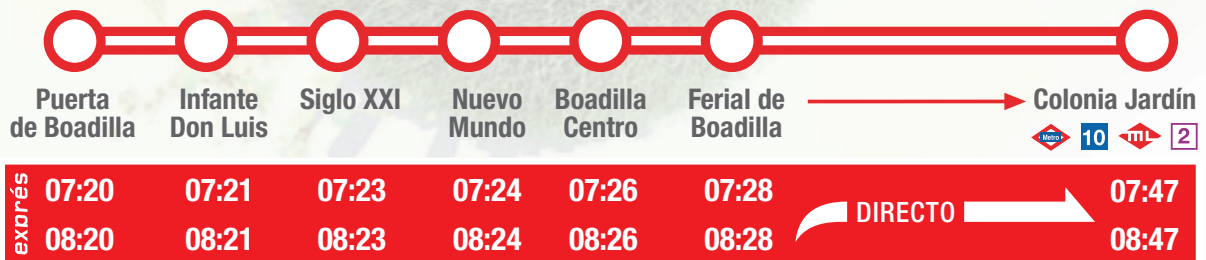 Puerta de Boadilla
Infante Don Luis
Siglo XXI
Nuevo Mundo
Boadilla Centro
Ferial de Boadilla
Colonia Jardín
Metro 10 ML 2
exprés
07:20 07:21 07:23 07:24 07:26 07:28 07:47
DIRECTO
08:20 08:21 08:23 08:24 08:26 08:28 08:47